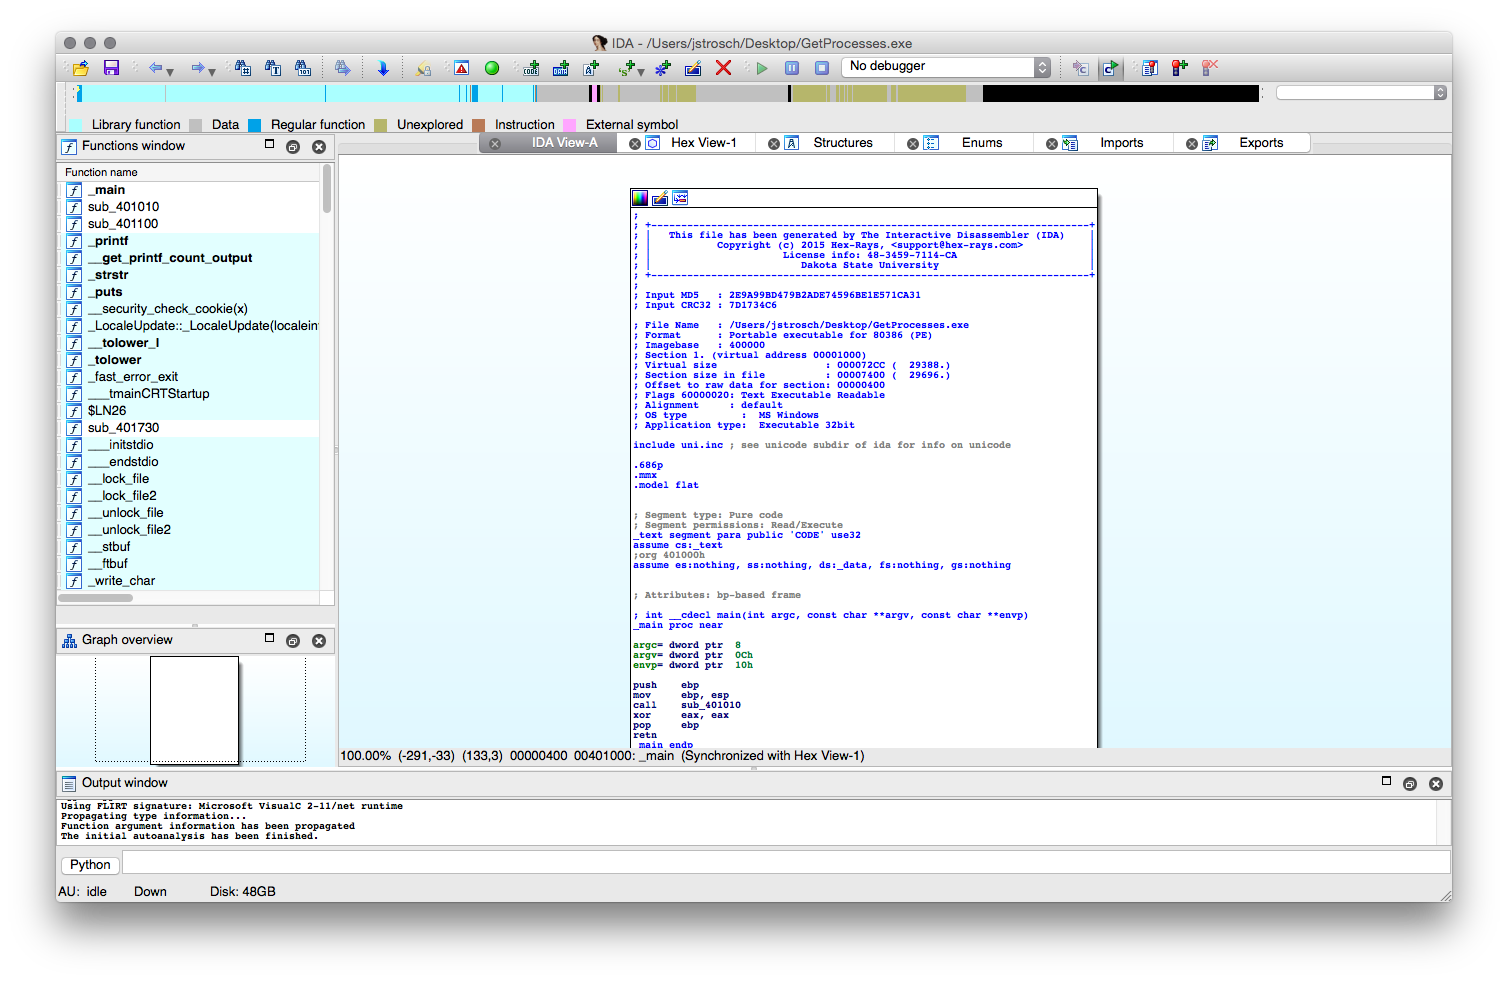 IDA - /Users/jstrosch/Desktop/GetProcesses.exe
No debugger
Library function Data Regular function Unexplored Instruction External symbol
Functions window
IDA View-A Hex View-1 Structures Enums Imports Exports
Function name
_main
sub_401010
sub_401100
_printf
__get_printf_count_output
_strstr
_puts
__security_check_cookie(x)
_LocaleUpdate::_LocaleUpdate(localein
__tolower_l
_tolower
_fast_error_exit
___tmainCRTStartup
$LN26
sub_401730
___initstdio
___endstdio
__lock_file
__lock_file2
__unlock_file
__unlock_file2
__stbuf
__ftbuf
_write_char
Graph overview
;
; +-------------------------------------------------------------------------+
; | This file has been generated by The Interactive Disassembler (IDA) |
; | Copyright (c) 2015 Hex-Rays, <support@hex-rays.com> |
; | License info: 48-3459-7114-CA |
; | Dakota State University |
; +-------------------------------------------------------------------------+
;
; Input MD5 : 2E9A99BD479B2ADE74596BE1E571CA31
; Input CRC32 : 7D1734C6
; File Name : /Users/jstrosch/Desktop/GetProcesses.exe
; Format : Portable executable for 80386 (PE)
; Imagebase : 400000
; Section 1. (virtual address 00001000)
; Virtual size : 000072CC ( 29388.)
; Section size in file : 00007400 ( 29696.)
; Offset to raw data for section: 00000400
; Flags 60000020: Text Executable Readable
; Alignment : default
; OS type : MS Windows
; Application type: Executable 32bit
include uni.inc ; see unicode subdir of ida for info on unicode
.686p
.mmx
.model flat
; Segment type: Pure code
; Segment permissions: Read/Execute
_text segment para public 'CODE' use32
assume cs:_text
;org 401000h
assume es:nothing, ss:nothing, ds:_data, fs:nothing, gs:nothing
; Attributes: bp-based frame
; int __cdecl main(int argc, const char **argv, const char **envp)
_main proc near
argc= dword ptr 8
argv= dword ptr 0Ch
envp= dword ptr 10h
push ebp
mov ebp, esp
call sub_401010
xor eax, eax
pop ebp
retn
_main endp
100.00% (-291,-33) (133,3) 00000400 00401000: _main (Synchronized with Hex View-1)
Output window
Using FLIRT signature: Microsoft VisualC 2-11/net runtime
Propagating type information...
Function argument information has been propagated
The initial autoanalysis has been finished.
Python
AU: idle Down Disk: 48GB